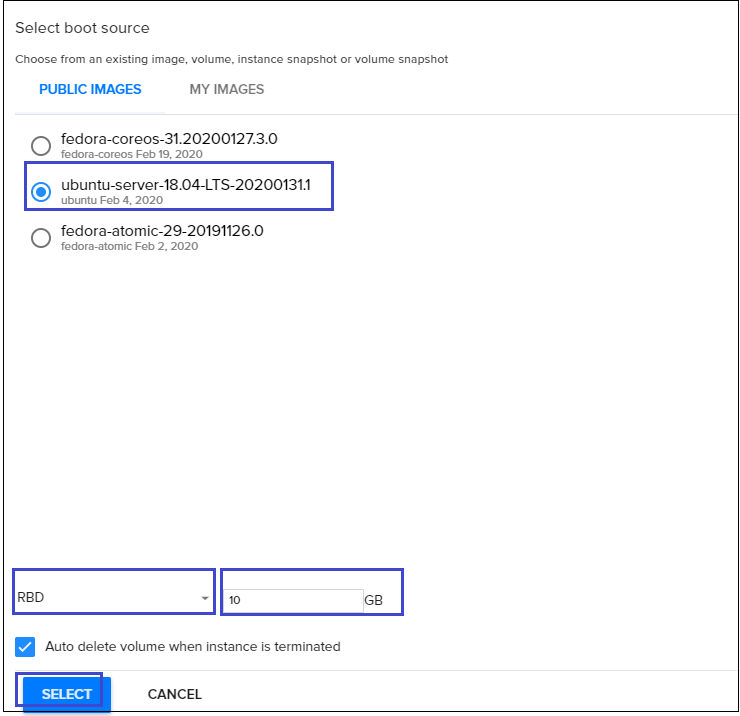 Select boot source
Choose from an existing image, volume, instance snapshot or volume snapshot
PUBLIC IMAGES MY IMAGES
fedora-coreos-31.20200127.3.0
fedora-coreos Feb 19, 2020
ubuntu-server-18.04-LTS-20200131.1
ubuntu Feb 4, 2020
fedora-atomic-29-20191126.0
fedora-atomic Feb 2, 2020
RBD 10 GB
Auto delete volume when instance is terminated
SELECT CANCEL